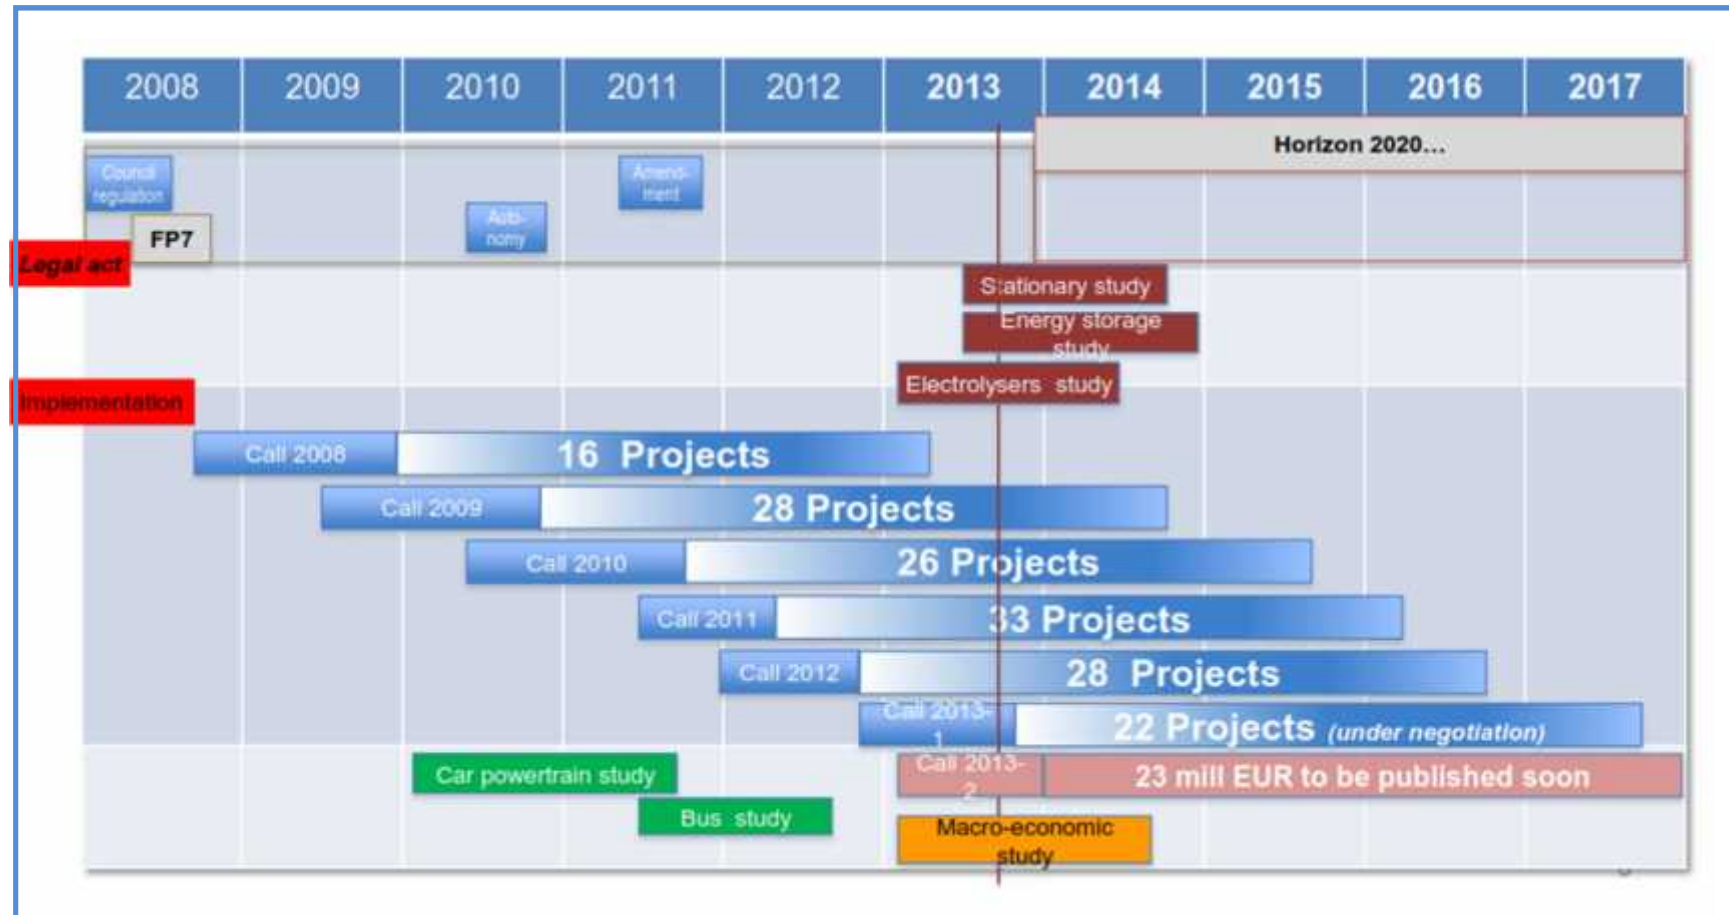 2008 2009 2010 2011 2012 2013 2014 2015 2016 2017
Horizon 2020...
Council
regulation
Amend-
ment
Auto-
nomy
FP7
Legal act
Stationary study
Energy storage
study
Electrolysers study
Implementation
Call 2008 16 Projects
Call 2009 28 Projects
Call 2010 26 Projects
Call 2011 33 Projects
Call 2012 28 Projects
Call 2013-
1
22 Projects (under negotiation)
Car powertrain study
Call 2013-
2
23 mill EUR to be published soon
Bus study
Macro-economic
study